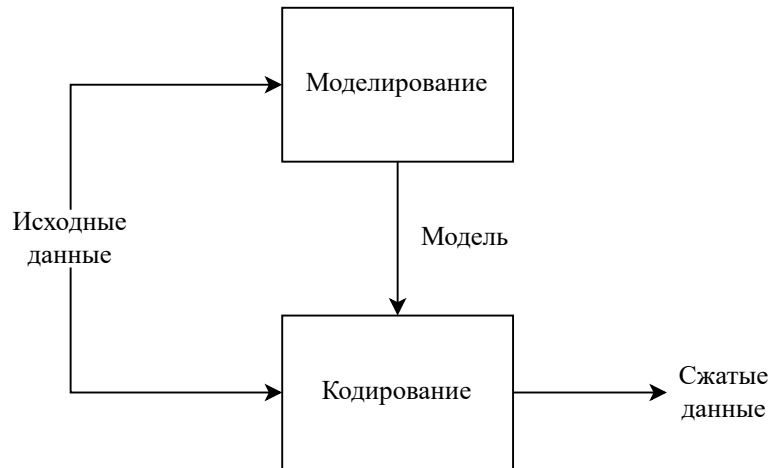 Моделирование
Исходные
данные
Модель
Кодирование
Сжатые
данные